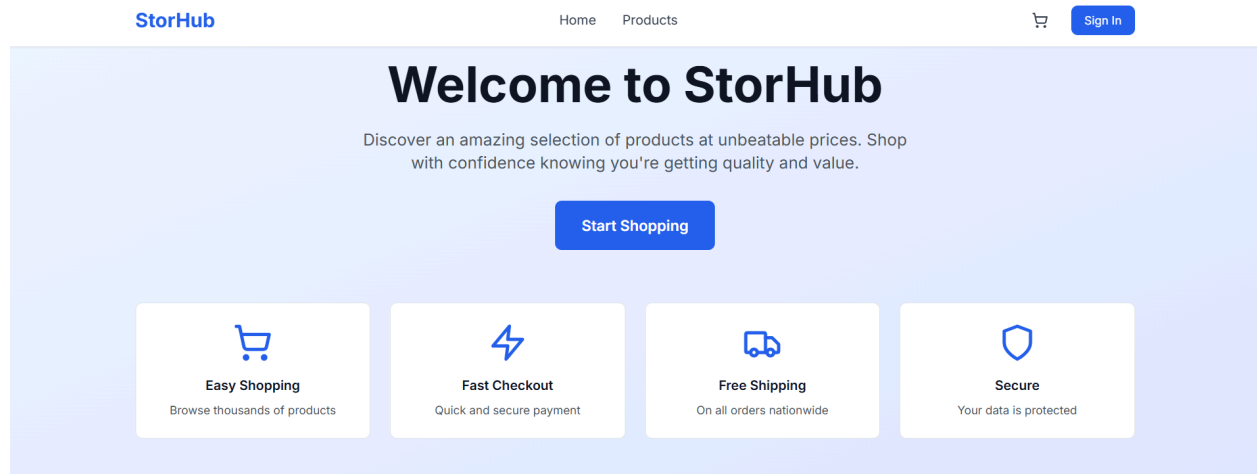 StorHub
Home
Products
Sign In
Welcome to StorHub
Discover an amazing selection of products at unbeatable prices. Shop
with confidence knowing you're getting quality and value.
Start Shopping
Easy Shopping
Browse thousands of products
Fast Checkout
Quick and secure payment
Free Shipping
On all orders nationwide
Secure
Your data is protected